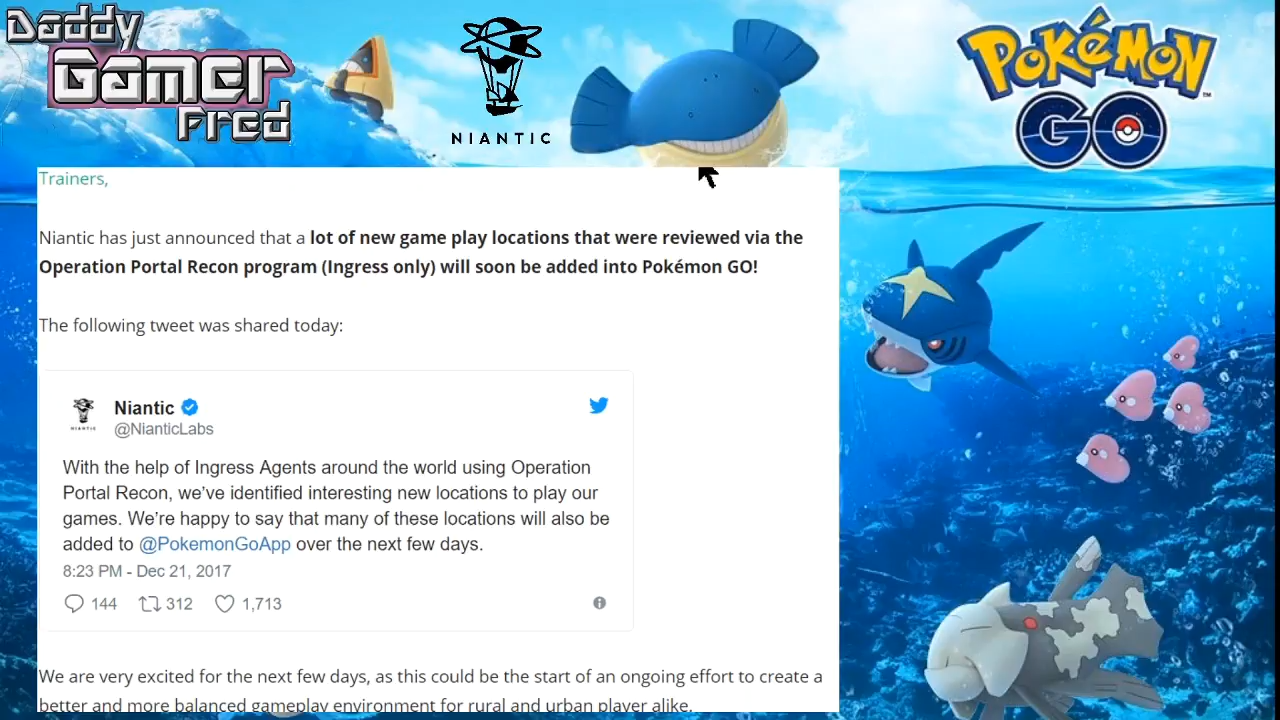 Daddy
Gamer
Fred
NIANTIC
POKéMON
GO
TM
Trainers,
Niantic has just announced that a lot of new game play locations that were reviewed via the
Operation Portal Recon program (Ingress only) will soon be added into Pokémon GO!
The following tweet was shared today:
Niantic
@NianticLabs
NIANTIC
With the help of Ingress Agents around the world using Operation
Portal Recon, we’ve identified interesting new locations to play our
games. We’re happy to say that many of these locations will also be
added to @PokemonGoApp over the next few days.
8:23 PM - Dec 21, 2017
144 312 1,713
We are very excited for the next few days, as this could be the start of an ongoing effort to create a
better and more balanced gameplay environment for rural and urban player alike.